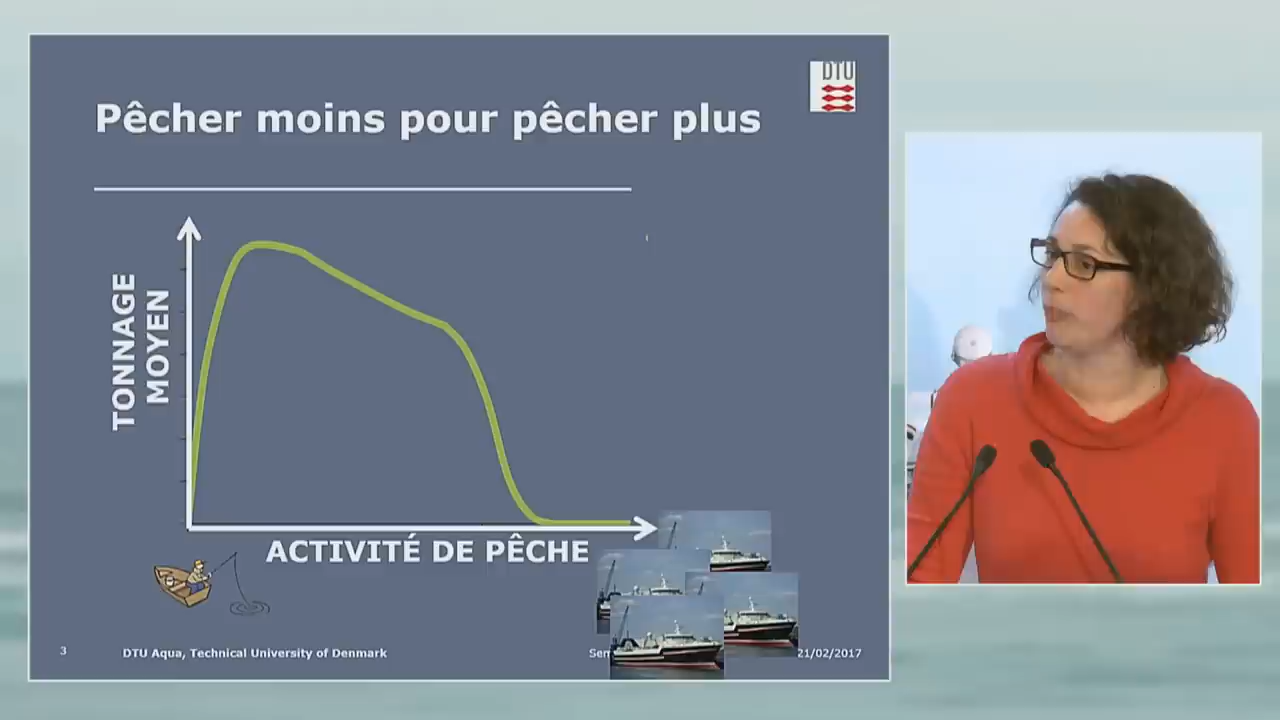 DTU
Pêcher moins pour pêcher plus
TONNAGE
MOYEN
ACTIVITÉ DE PÊCHE
3
DTU Aqua, Technical University of Denmark
21/02/2017